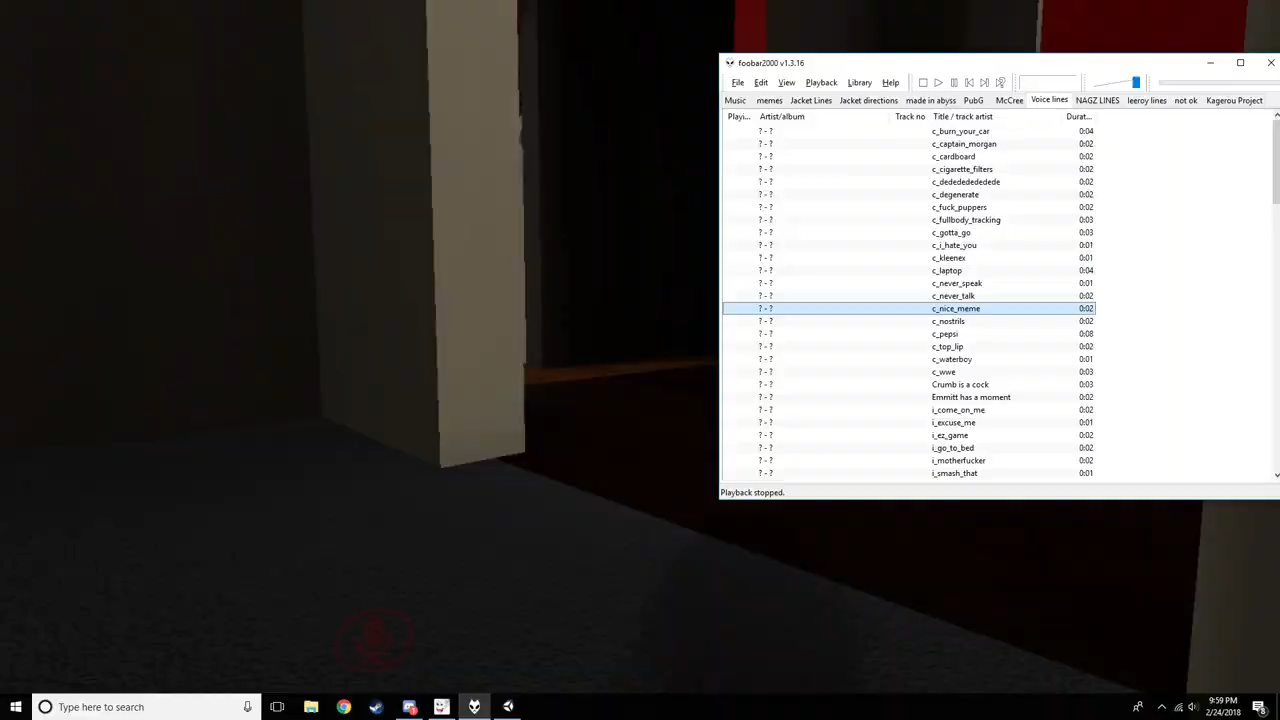 foobar2000 v1.3.16
File Edit View Playback Library Help
Music memes Jacket Lines Jacket directions made in abyss PubG McCree Voice lines NAGZ LINES leeroy lines not ok Kagerou Project
Playi... Artist/album Track no Title / track artist Durat...
? - ? c_burn_your_car 0:04
? - ? c_captain_morgan 0:02
? - ? c_cardboard 0:02
? - ? c_cigarette_filters 0:02
? - ? c_dedededededede 0:02
? - ? c_degenerate 0:02
? - ? c_fuck_puppers 0:02
? - ? c_fullbody_tracking 0:03
? - ? c_gotta_go 0:03
? - ? c_i_hate_you 0:01
? - ? c_kleenex 0:01
? - ? c_laptop 0:04
? - ? c_never_speak 0:01
? - ? c_never_talk 0:02
? - ? c_nice_meme 0:02
? - ? c_nostrils 0:02
? - ? c_pepsi 0:08
? - ? c_top_lip 0:02
? - ? c_waterboy 0:01
? - ? c_wwe 0:03
? - ? Crumb is a cock 0:03
? - ? Emmitt has a moment 0:02
? - ? i_come_on_me 0:02
? - ? i_excuse_me 0:01
? - ? i_ez_game 0:02
? - ? i_go_to_bed 0:02
? - ? i_motherfucker 0:02
? - ? i_smash_that 0:01
Playback stopped.
Type here to search
9:59 PM
2/24/2018
8